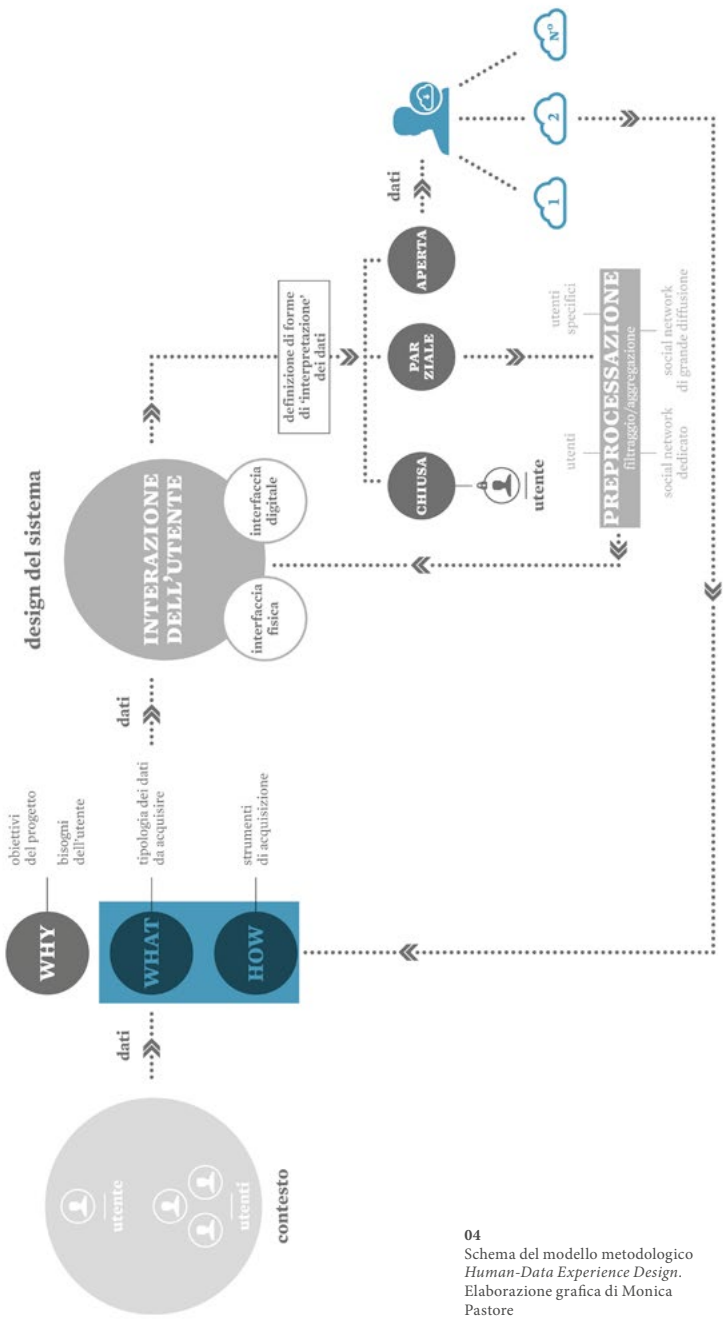 utente
utenti
contesto
dati
WHY
obiettivi
del progetto
bisogni
dell'utente
WHAT
tipologia dei dati
da acquisire
HOW
strumenti
di acquisizione
dati
design del sistema
INTERAZIONE
DELL'UTENTE
interfaccia
fisica
interfaccia
digitale
definizione di forme
di 'interpretazione'
dei dati
CHIUSA
utente
PAR
ZIALE
APERTA
dati
1
2
N°
utenti
utenti
specifici
PREPROCESSAZIONE
filtraggio/aggregazione
social network
dedicato
social network
di grande diffusione
04
Schema del modello metodologico
Human-Data Experience Design.
Elaborazione grafica di Monica
Pastore